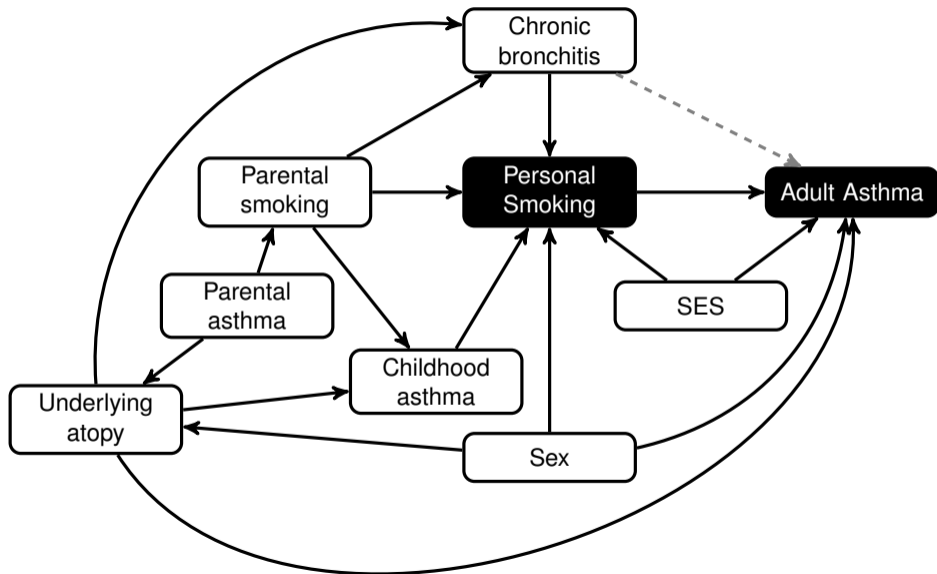 Chronic
bronchitis
Parental
smoking
Personal
Smoking
Adult Asthma
Parental
asthma
SES
Childhood
asthma
Underlying
atopy
Sex